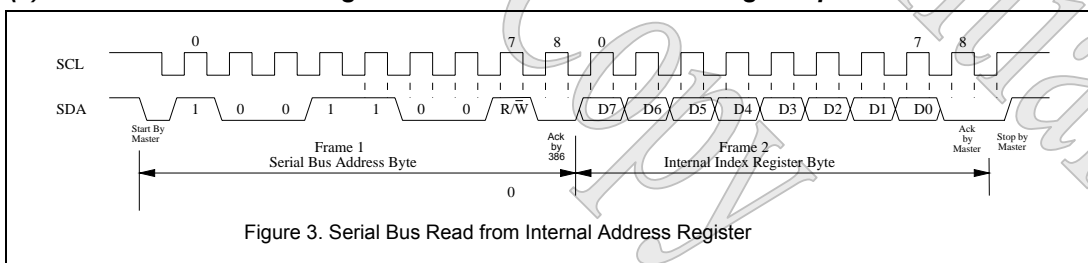 0 7 8 0 7 8
SCL
SDA 1 0 0 1 1 0 0 R/W̅ D7 D6 D5 D4 D3 D2 D1 D0
Start By
Master
Ack
by
386
Ack
by
Master
Stop by
Master
Frame 1
Serial Bus Address Byte
Frame 2
Internal Index Register Byte
0
Figure 3. Serial Bus Read from Internal Address Register
Copy